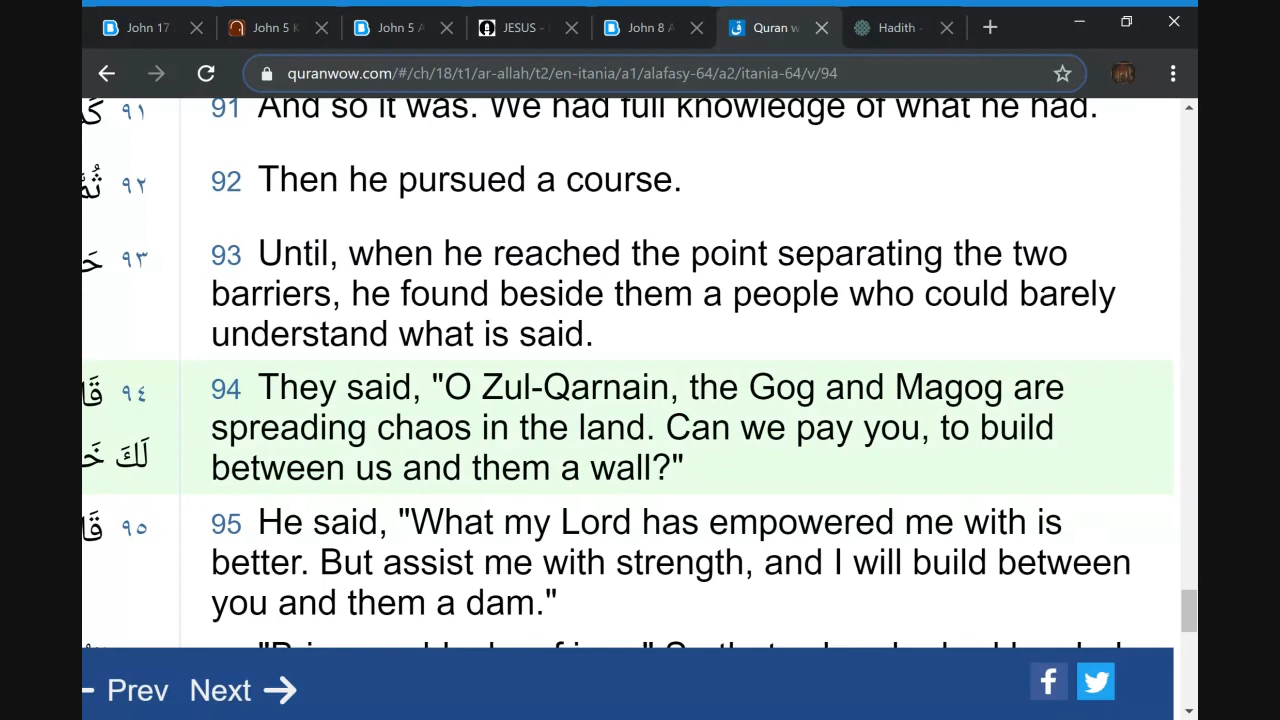 John 17
John 5 K
John 5 A
JESUS -
John 8 A
Quran w
Hadith -
quranwow.com/#/ch/18/t1/ar-allah/t2/en-itania/a1/alafasy-64/a2/itania-64/v/94
٩١
91 And so it was. We had full knowledge of what he had.
٩٢
92 Then he pursued a course.
٩٣
93 Until, when he reached the point separating the two
barriers, he found beside them a people who could barely
understand what is said.
٩٤
94 They said, "O Zul-Qarnain, the Gog and Magog are
spreading chaos in the land. Can we pay you, to build
لَكَ
between us and them a wall?"
٩٥
95 He said, "What my Lord has empowered me with is
better. But assist me with strength, and I will build between
you and them a dam."
Prev Next